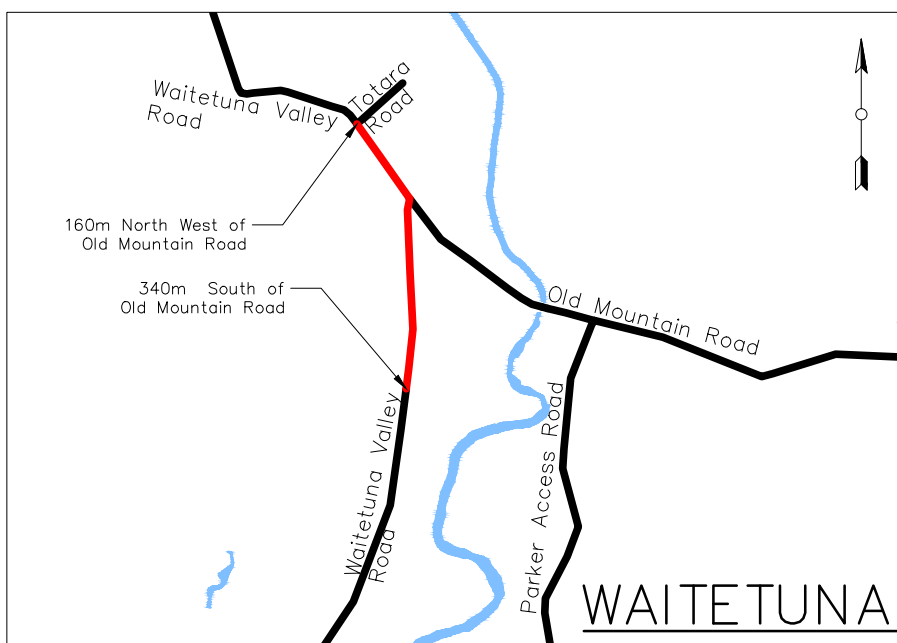 Waitetuna Valley
Road
Totara
Road
160m North West of
Old Mountain Road
340m South of
Old Mountain Road
Old Mountain Road
Waitetuna Valley
Road
Parker Access Road
WAITETUNA